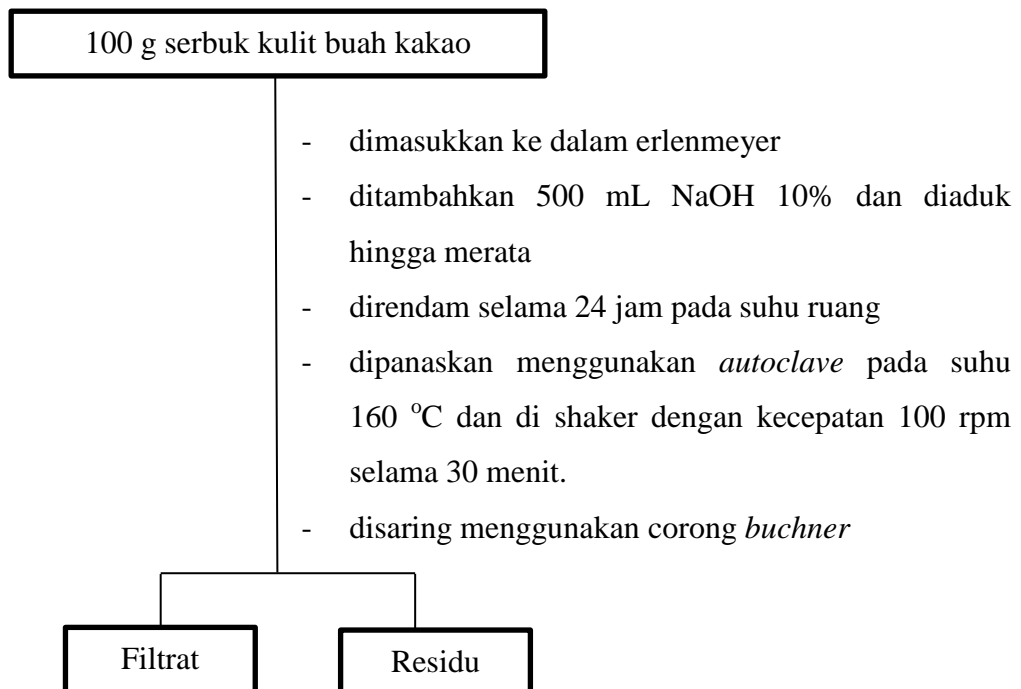 100 g serbuk kulit buah kakao
- dimasukkan ke dalam erlenmeyer
- ditambahkan 500 mL NaOH 10% dan diaduk
hingga merata
- direndam selama 24 jam pada suhu ruang
- dipanaskan menggunakan autoclave pada suhu
160 °C dan di shaker dengan kecepatan 100 rpm
selama 30 menit.
- disaring menggunakan corong buchner
Filtrat
Residu